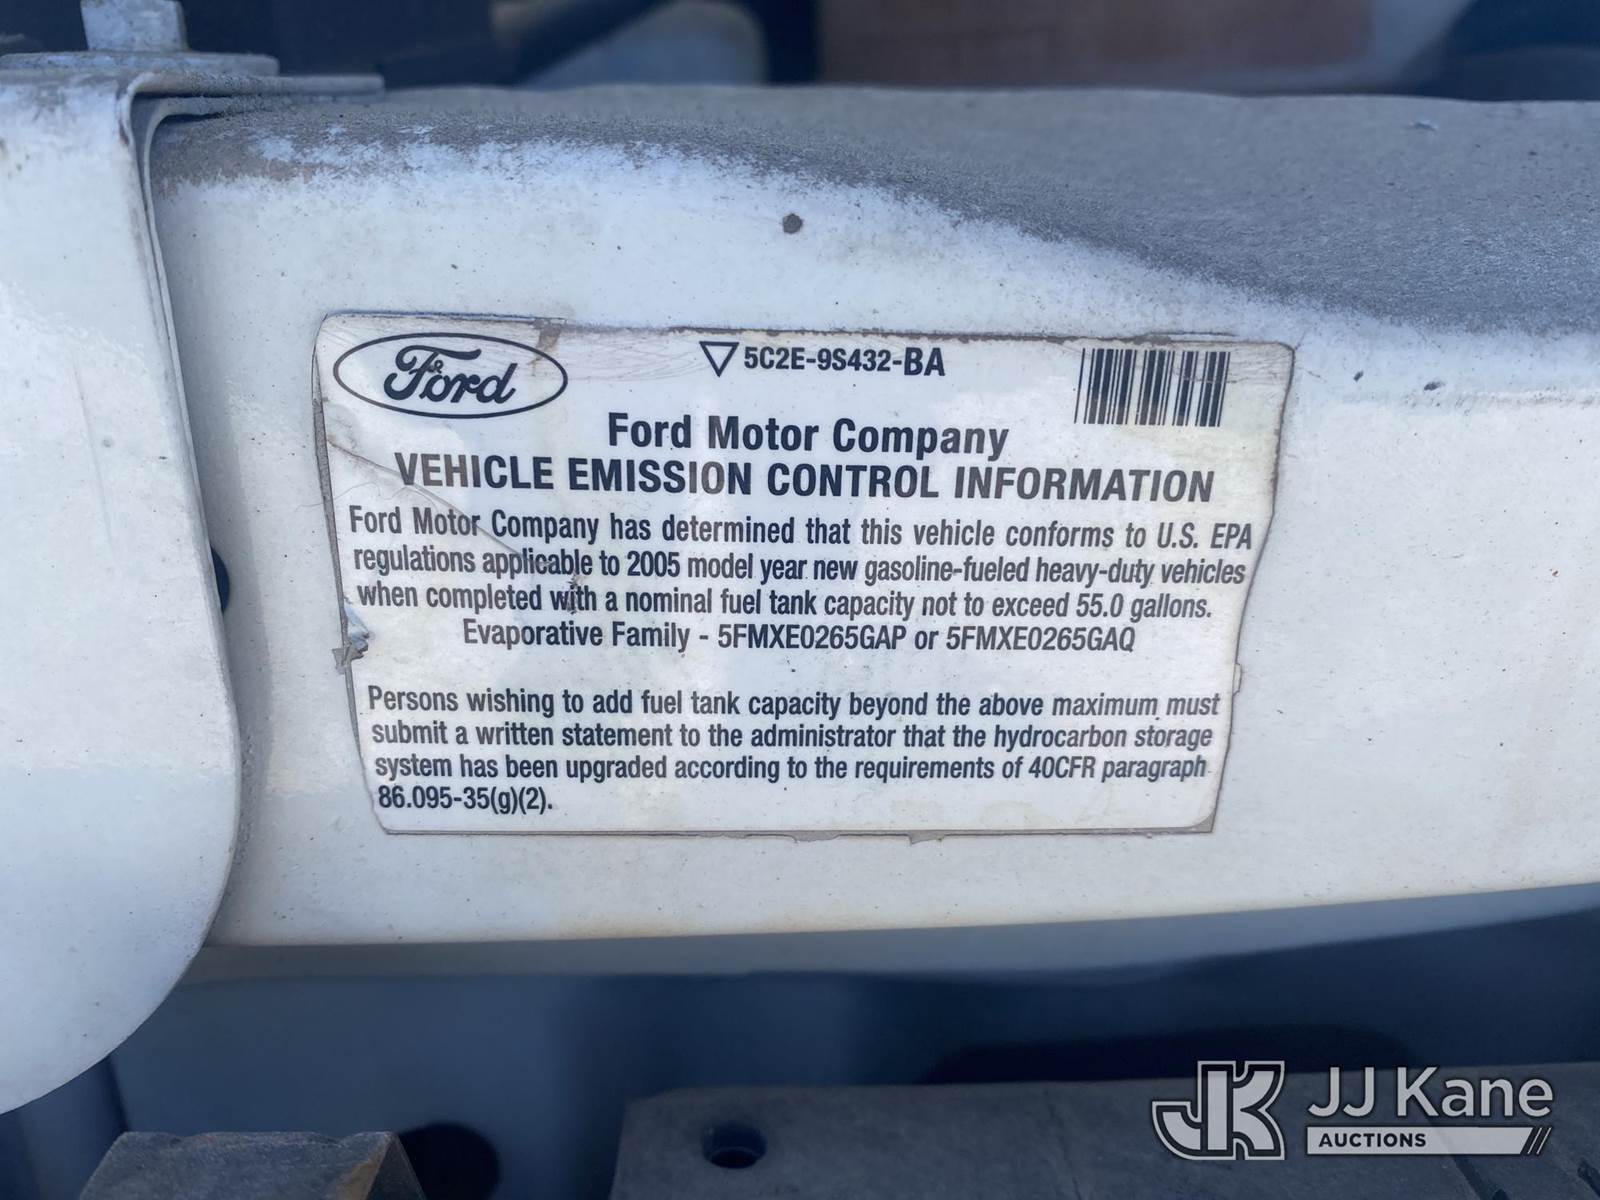 Ford
5C2E-9S432-BA
Ford Motor Company
VEHICLE EMISSION CONTROL INFORMATION
Ford Motor Company has determined that this vehicle conforms to U.S. EPA
regulations applicable to 2005 model year new gasoline-fueled heavy-duty vehicles
when completed with a nominal fuel tank capacity not to exceed 55.0 gallons.
Evaporative Family - 5FMXE0265GAP or 5FMXE0265GAQ
Persons wishing to add fuel tank capacity beyond the above maximum must
submit a written statement to the administrator that the hydrocarbon storage
system has been upgraded according to the requirements of 40CFR paragraph
86.095-35(g)(2).
JK JJ Kane
AUCTIONS